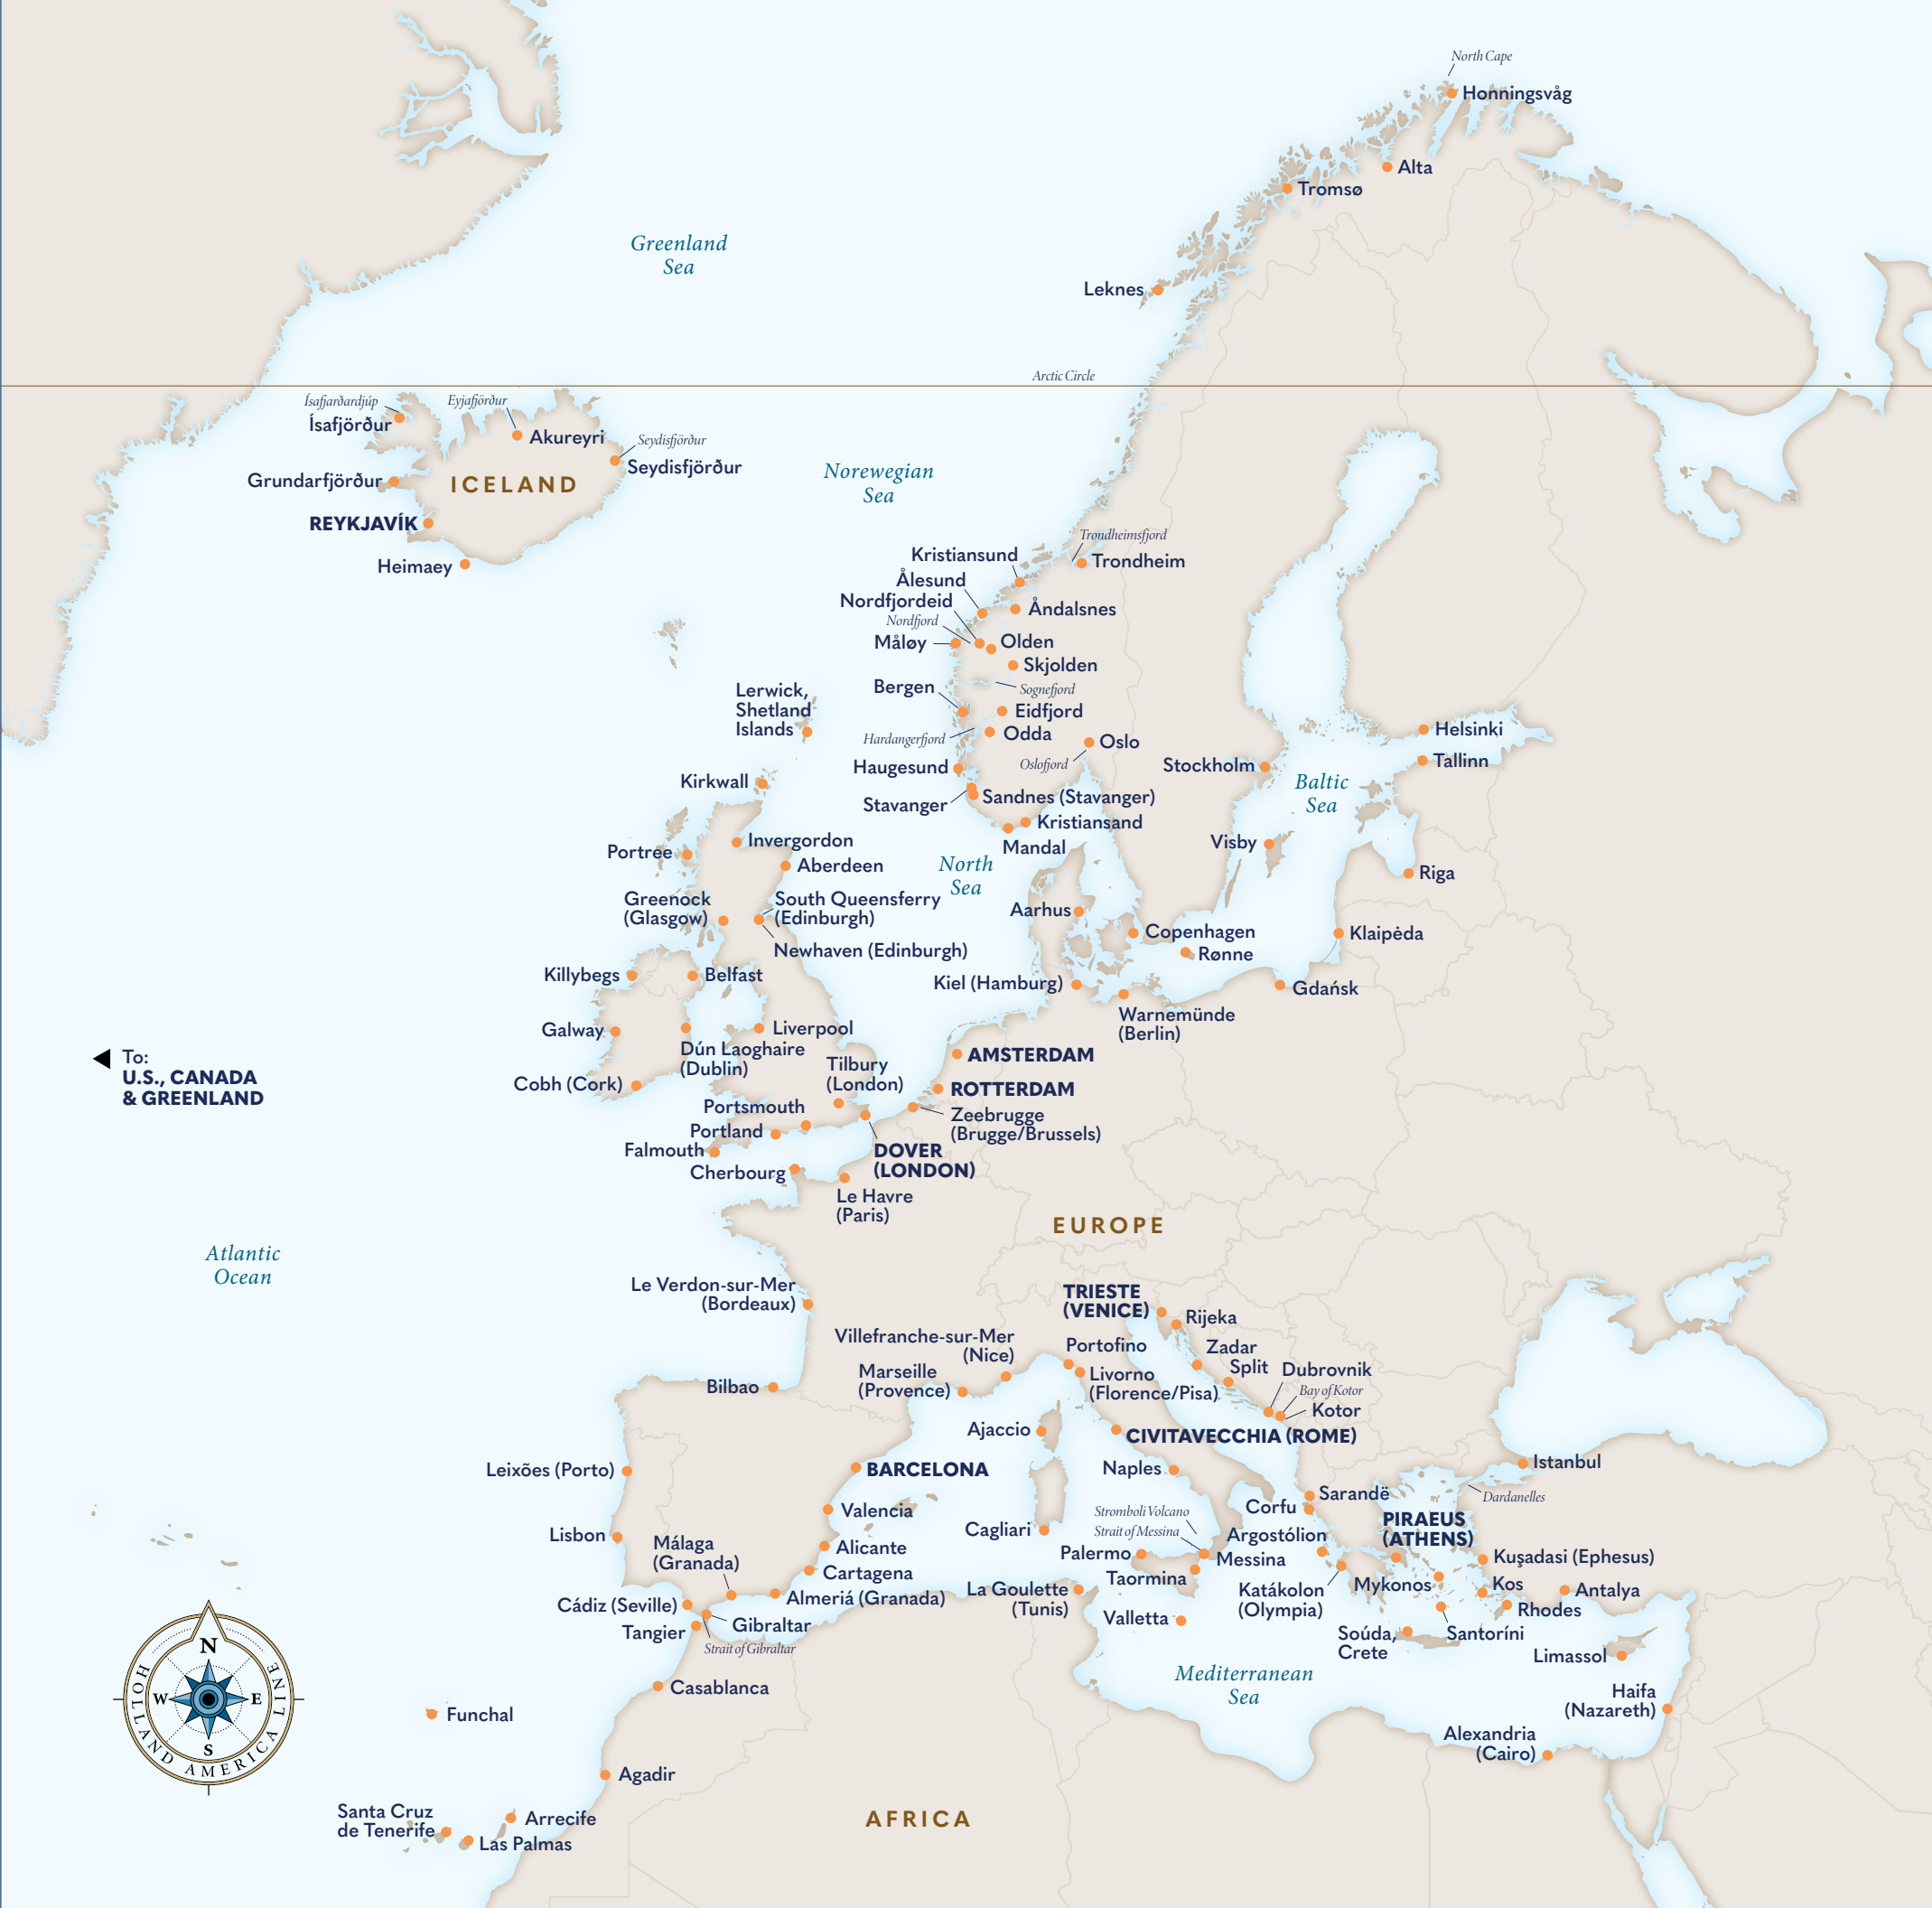 North Cape
Honningsvåg
Alta
Tromsø
Greenland
Sea
Leknes
Arctic Circle
Ísafjarðardjúp
Ísafjörður
Eyjafjörður
Akureyri
Seydisfjörður
Seydisfjörður
Grundarfjörður
ICELAND
REYKJAVÍK
Heimaey
Norewegian
Sea
Trondheimsfjord
Kristiansund
Trondheim
Ålesund
Nordfjordeid
Åndalsnes
Nordfjord
Måløy
Olden
Skjolden
Bergen
Sognefjord
Lerwick,
Shetland
Islands
Eidfjord
Hardangerfjord
Odda
Oslo
Oslofjord
Haugesund
Stavanger
Sandnes (Stavanger)
Kristiansand
Mandal
Stockholm
Helsinki
Tallinn
Baltic
Sea
Visby
Riga
Kirkwall
Invergordon
Portree
Aberdeen
North
Sea
Greenock
(Glasgow)
South Queensferry
(Edinburgh)
Newhaven (Edinburgh)
Aarhus
Copenhagen
Rønne
Klaipėda
Killybegs
Belfast
Kiel (Hamburg)
Gdańsk
Warnemünde
(Berlin)
Galway
Liverpool
Dún Laoghaire
(Dublin)
To:
U.S., CANADA
& GREENLAND
Cobh (Cork)
Tilbury
(London)
AMSTERDAM
ROTTERDAM
Zeebrugge
(Brugge/Brussels)
Portsmouth
Portland
Falmouth
DOVER
(LONDON)
Cherbourg
Le Havre
(Paris)
EUROPE
Atlantic
Ocean
Le Verdon-sur-Mer
(Bordeaux)
TRIESTE
(VENICE)
Rijeka
Villefranche-sur-Mer
(Nice)
Portofino
Zadar
Split
Dubrovnik
Bay of Kotor
Kotor
Marseille
(Provence)
Livorno
(Florence/Pisa)
Bilbao
Ajaccio
CIVITAVECCHIA (ROME)
Leixões (Porto)
BARCELONA
Naples
Istanbul
Dardanelles
Sarandë
Corfu
Valencia
Stromboli Volcano
Strait of Messina
PIRAEUS
(ATHENS)
Lisbon
Cagliari
Argostólion
Málaga
(Granada)
Alicante
Palermo
Messina
Kuşadasi (Ephesus)
Cartagena
Taormina
Katákolon
(Olympia)
Mykonos
Kos
Antalya
Almeriá (Granada)
La Goulette
(Tunis)
Cádiz (Seville)
Rhodes
Gibraltar
Tangier
Strait of Gibraltar
Valletta
Soúda,
Crete
Santoríni
Limassol
Mediterranean
Sea
Casablanca
Haifa
(Nazareth)
Funchal
Alexandria
(Cairo)
Agadir
N
W
E
S
HOLLAND AMERICA LINE
AFRICA
Santa Cruz
de Tenerife
Arrecife
Las Palmas